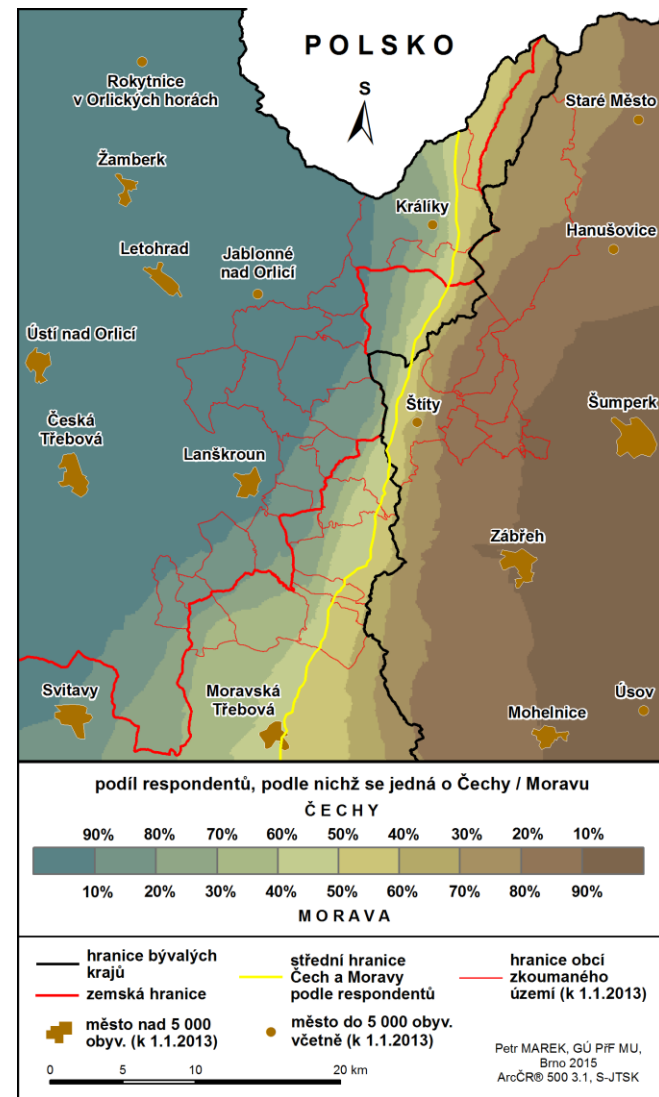 POLSKO
S
Rokytnice
v Orlických horách
Staré Město
Žamberk
Králíky
Hanušovice
Letohrad
Jablonné
nad Orlicí
Ústí nad Orlicí
Štíty
Šumperk
Česká
Třebová
Lanškroun
Zábřeh
Svitavy
Moravská
Třebová
Úsov
Mohelnice
podíl respondentů, podle nichž se jedná o Čechy / Moravu
ČECHY
90% 80% 70% 60% 50% 40% 30% 20% 10%
10% 20% 30% 40% 50% 60% 70% 80% 90%
MORAVA
hranice bývalých
krajů
zemská hranice
střední hranice
Čech a Moravy
podle respondentů
hranice obcí
zkoumaného
území (k 1.1.2013)
město nad 5 000
obyv. (k 1.1.2013)
město do 5 000 obyv.
včetně (k 1.1.2013)
0 5 10 20 km
Petr MAREK, GÚ PřF MU,
Brno 2015
ArcČR® 500 3.1, S-JTSK